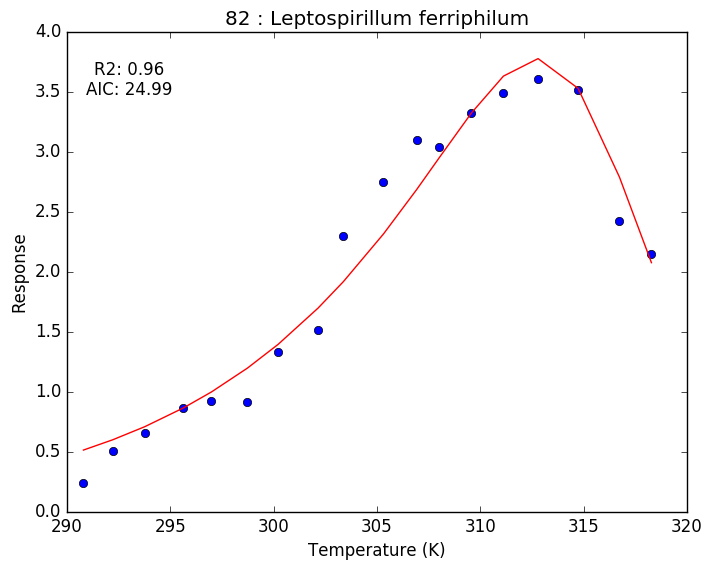 82 : Leptospirillum ferriphilum
R2: 0.96
AIC: 24.99
4.0
3.5
3.0
2.5
2.0
1.5
1.0
0.5
0.0
Response
290 295 300 305 310 315 320
Temperature (K)